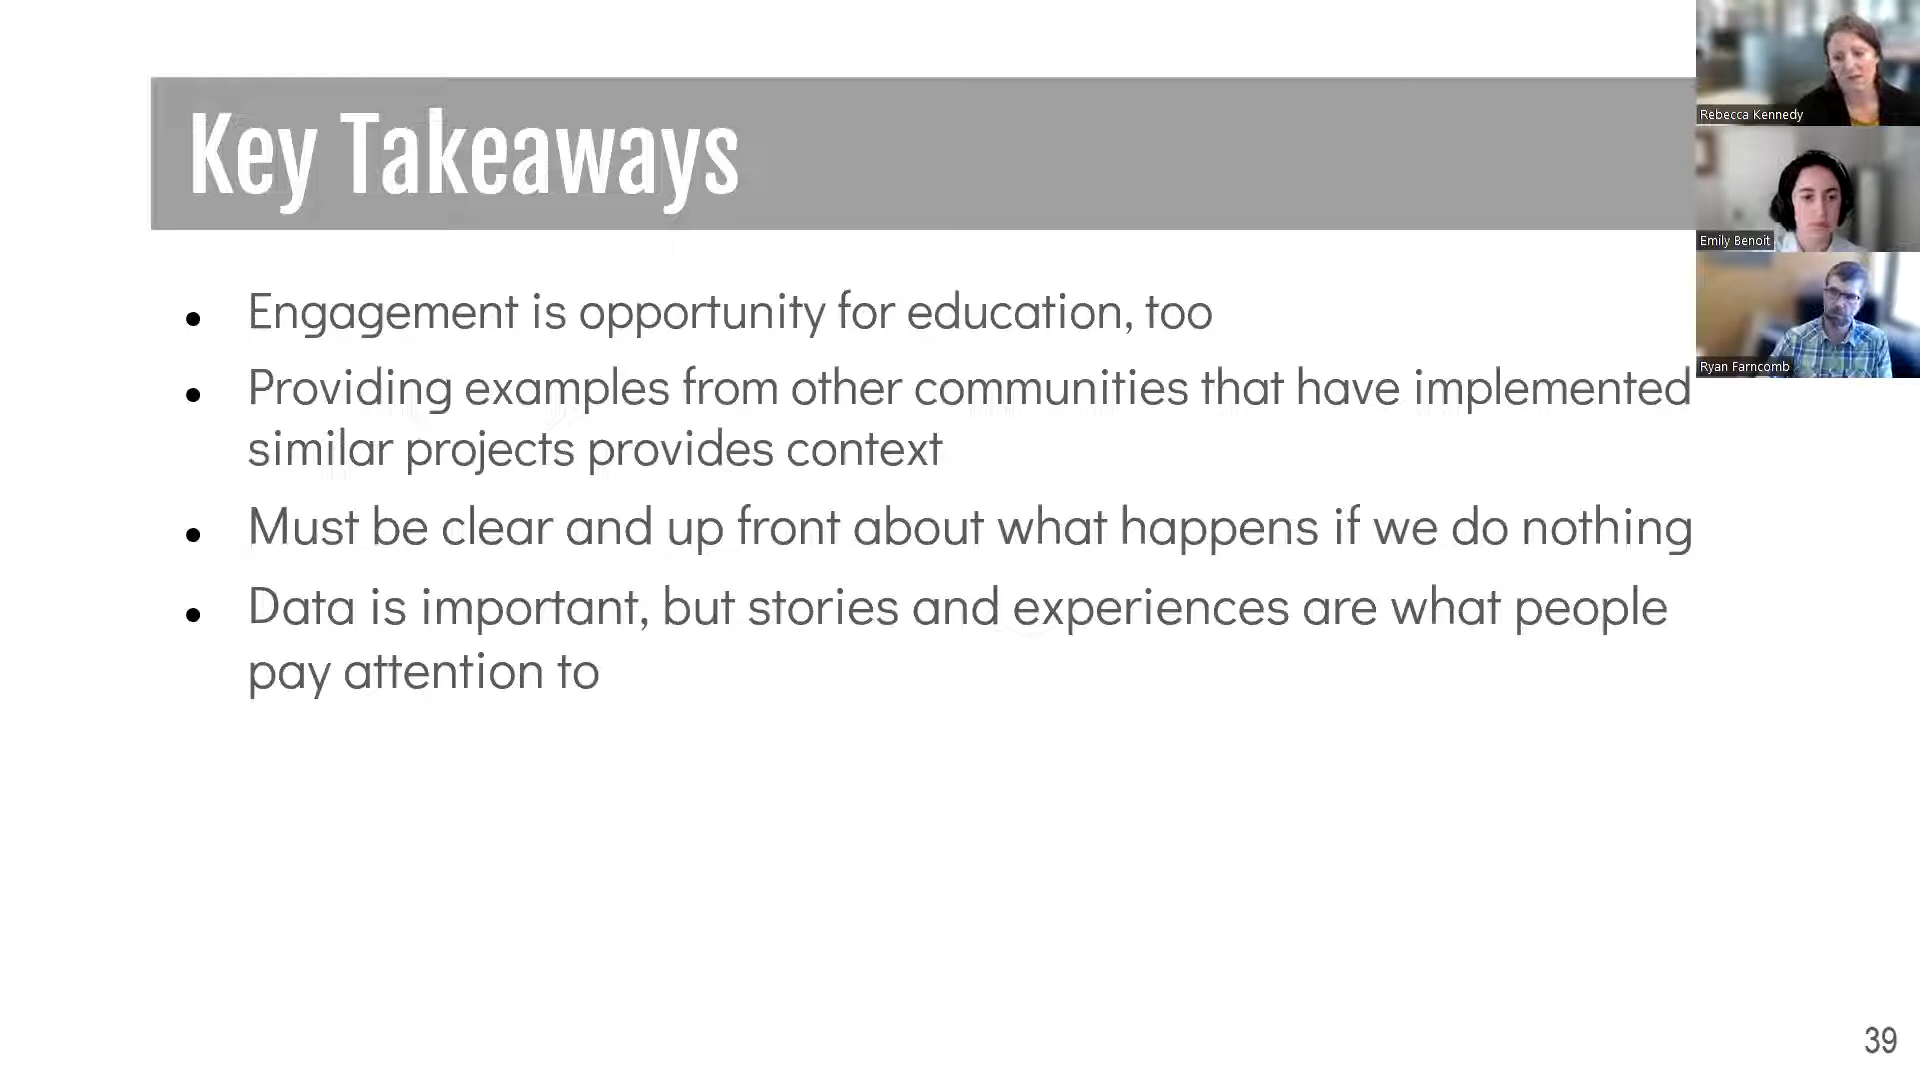 Key Takeaways
Rebecca Kennedy
Emily Benoit
Ryan Farncomb
• Engagement is opportunity for education, too
• Providing examples from other communities that have implemented
similar projects provides context
• Must be clear and up front about what happens if we do nothing
• Data is important, but stories and experiences are what people
pay attention to
39